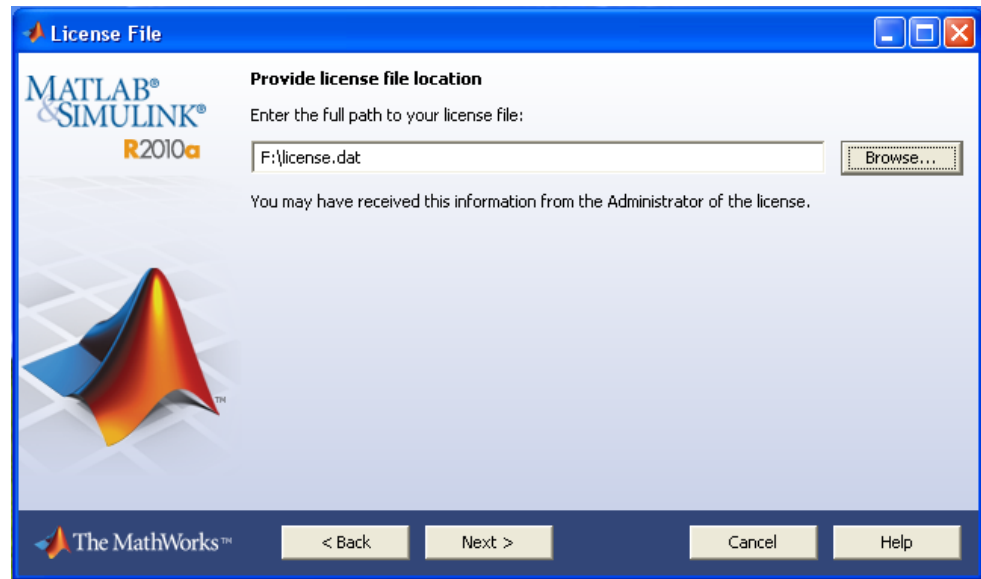 License File
MATLAB®
&SIMULINK®
R2010a
Provide license file location
Enter the full path to your license file:
F:\license.dat
Browse...
You may have received this information from the Administrator of the license.
TM
The MathWorks™
< Back
Next >
Cancel
Help